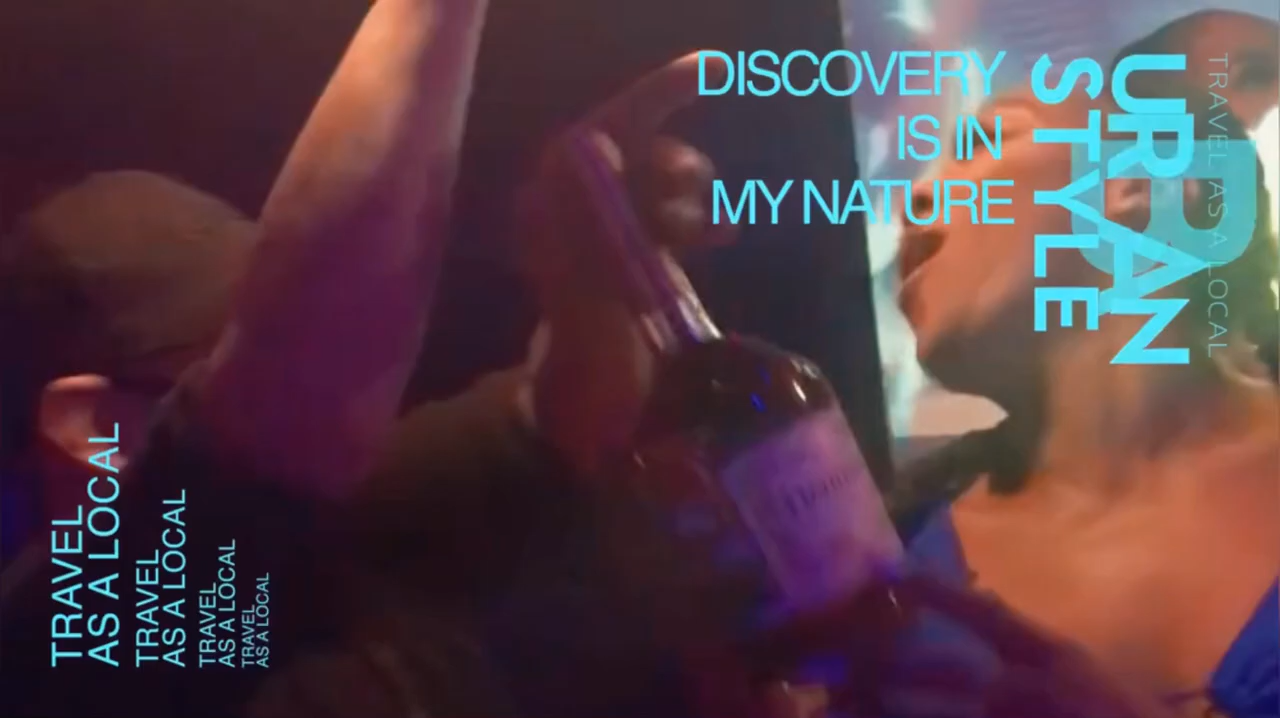 DISCOVERY
IS IN
MY NATURE
URBAN
STYLE
TRAVEL AS A LOCAL
B
TRAVEL
AS A LOCAL
TRAVEL
AS A LOCAL
TRAVEL
AS A LOCAL
TRAVEL
AS A LOCAL